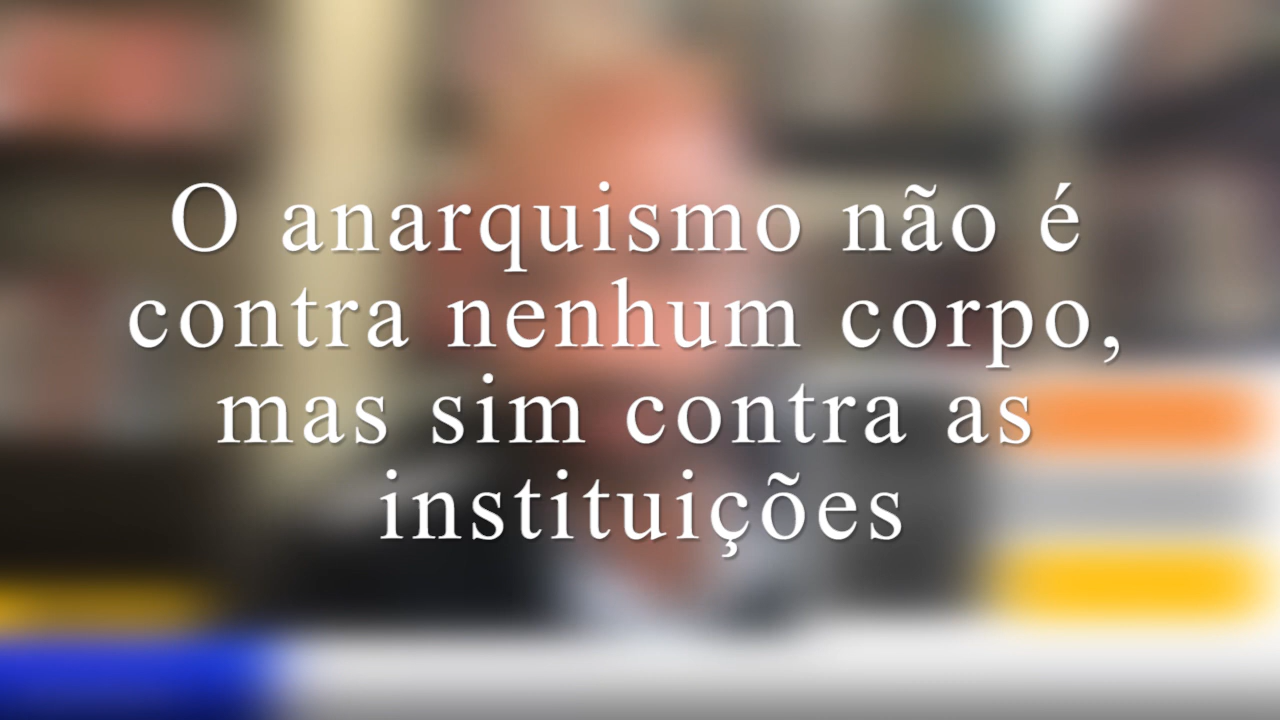 O anarquismo não é
contra nenhum corpo,
mas sim contra as
instituições